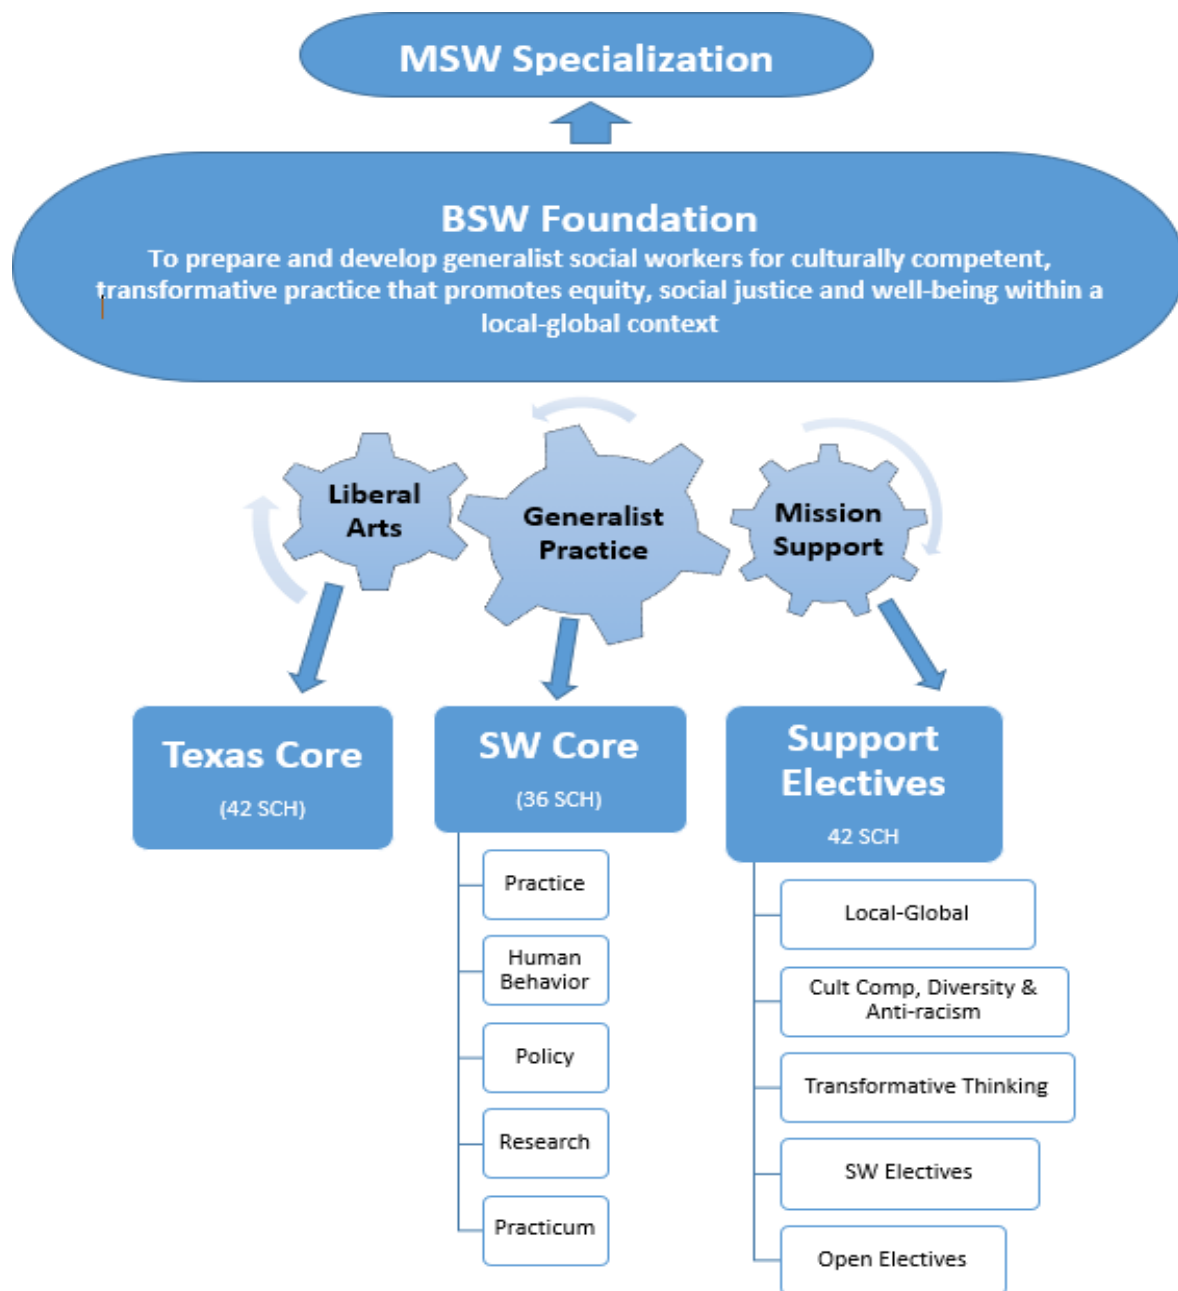 MSW Specialization
BSW Foundation
To prepare and develop generalist social workers for culturally competent,
transformative practice that promotes equity, social justice and well-being within a
local-global context
Liberal
Arts
Generalist
Practice
Mission
Support
Texas Core
(42 SCH)
SW Core
(36 SCH)
Practice
Human
Behavior
Policy
Research
Practicum
Support
Electives
42 SCH
Local-Global
Cult Comp, Diversity &
Anti-racism
Transformative Thinking
SW Electives
Open Electives